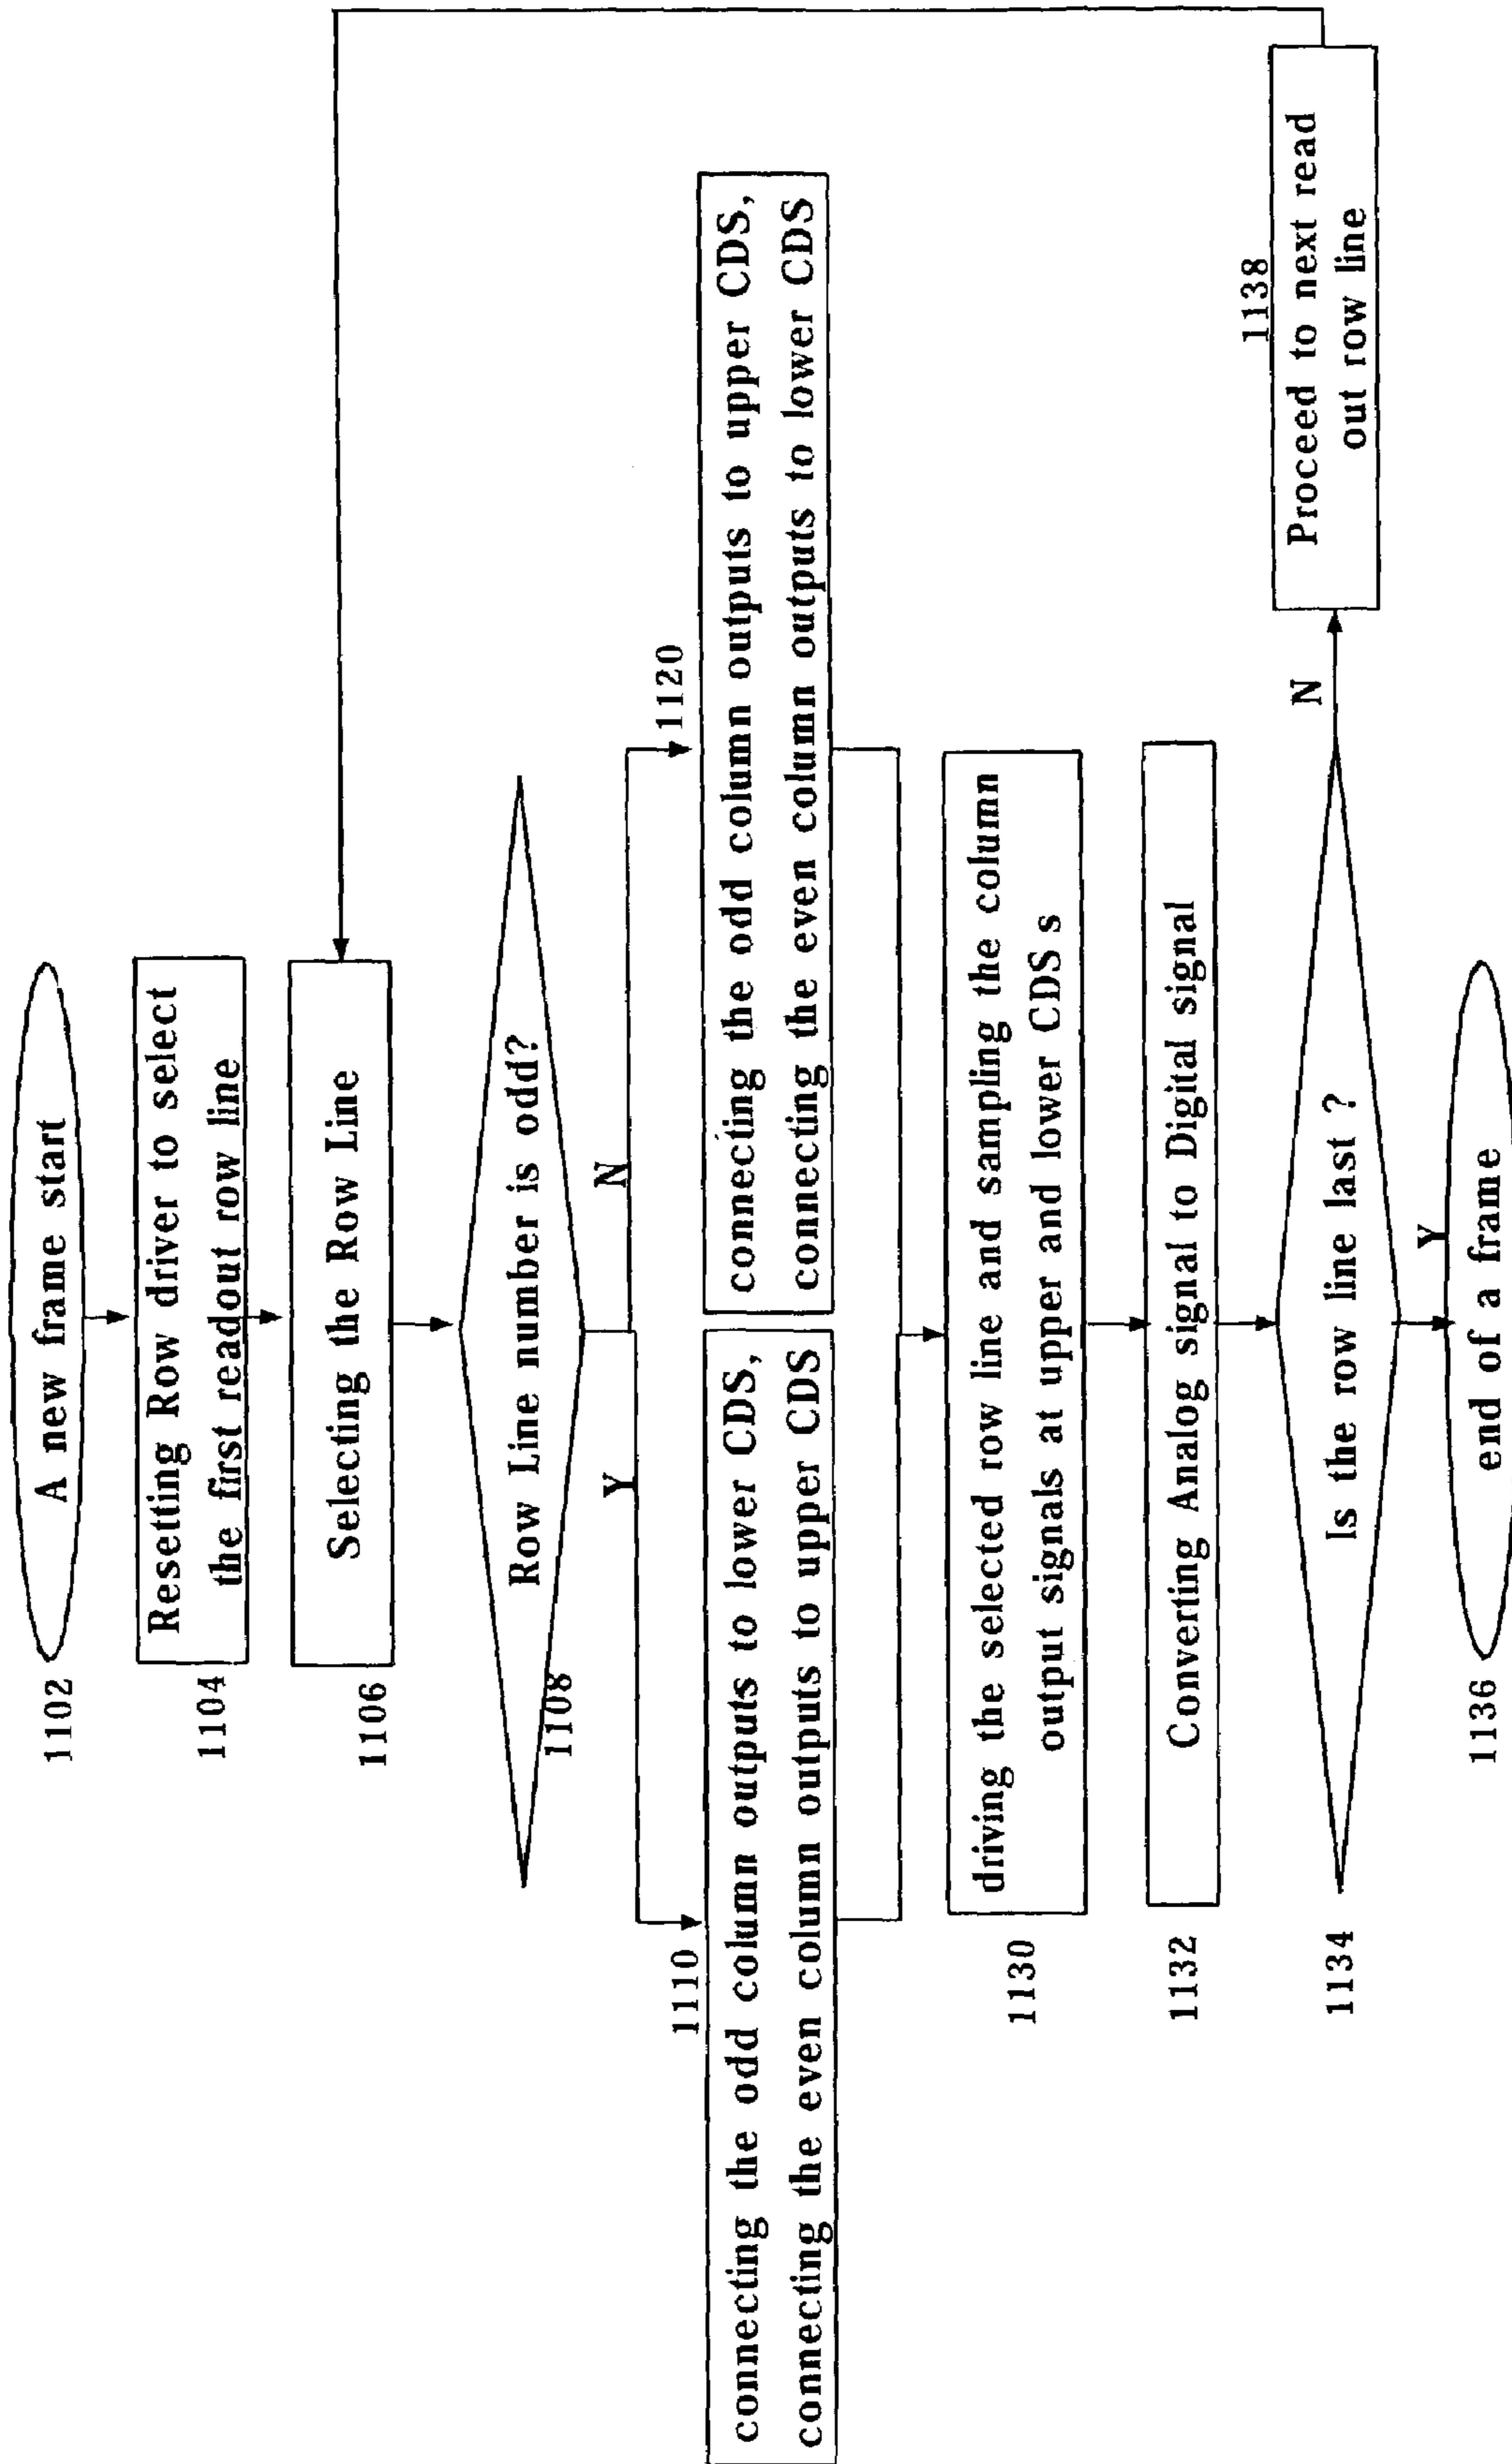 1102
A new frame start
1104
Resetting Row driver to select
the first readout row line
1106
Selecting the Row Line
1108
Row Line number is odd?
Y
N
1110
connecting the odd column outputs to lower CDS,
connecting the even column outputs to upper CDS
1120
connecting the odd column outputs to upper CDS,
connecting the even column outputs to lower CDS
1130
driving the selected row line and sampling the column
output signals at upper and lower CDS s
1132
Converting Analog signal to Digital signal
1134
Is the row line last ?
N
1138
Proceed to next read
out row line
Y
1136
end of a frame